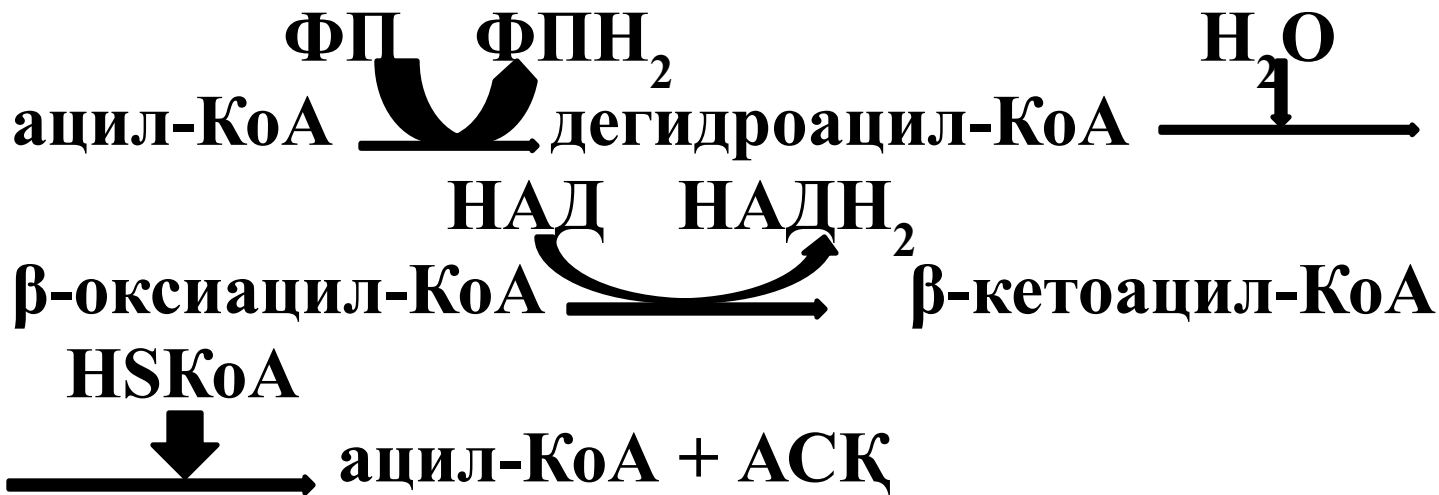 ФП ФПН₂ Н₂О
ацил-КоА дегидроацил-КоА
НАД НАДН₂
β-оксиацил-КоА β-кетоацил-КоА
HSКоА
ацил-КоА + АСҚ